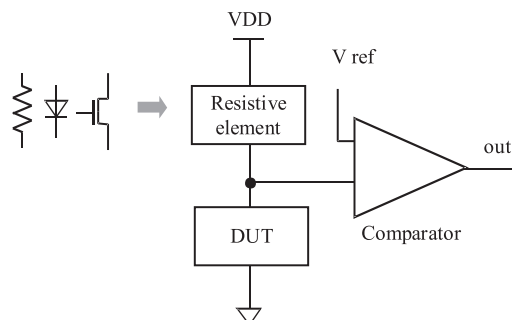 VDD
V ref
Resistive
element
out
DUT
Comparator